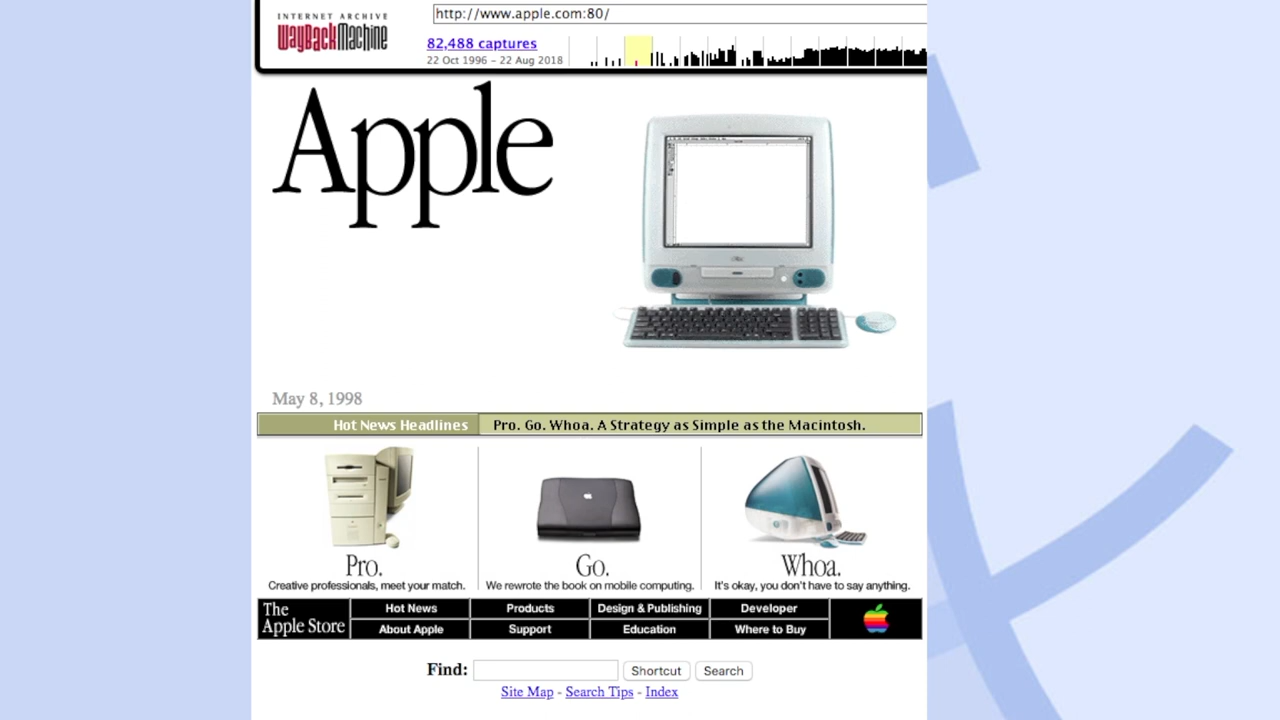 INTERNET ARCHIVE
WayBackMachine
http://www.apple.com:80/
82,488 captures
22 Oct 1996 – 22 Aug 2018
Apple
May 8, 1998
Hot News Headlines
Pro. Go. Whoa. A Strategy as Simple as the Macintosh.
Pro.
Creative professionals, meet your match.
Go.
We rewrote the book on mobile computing.
Whoa.
It's okay, you don't have to say anything.
The
Apple Store
Hot News
Products
Design & Publishing
Developer
About Apple
Support
Education
Where to Buy
Find:
Shortcut
Search
Site Map - Search Tips - Index